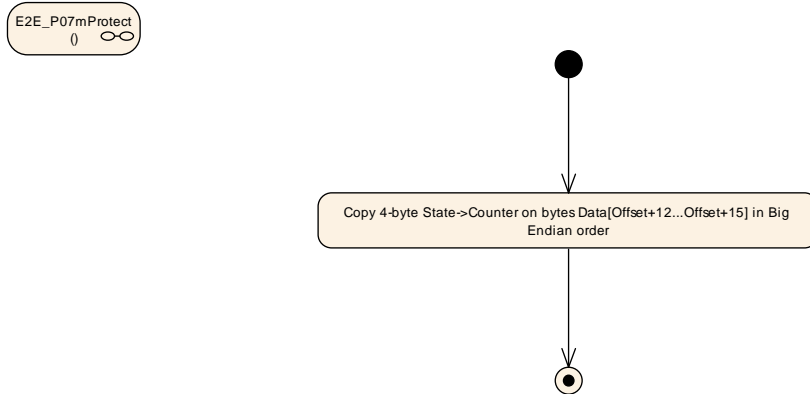 E2E_P07mProtect
()
Copy 4-byte State->Counter on bytes Data[Offset+12...Offset+15] in Big
Endian order